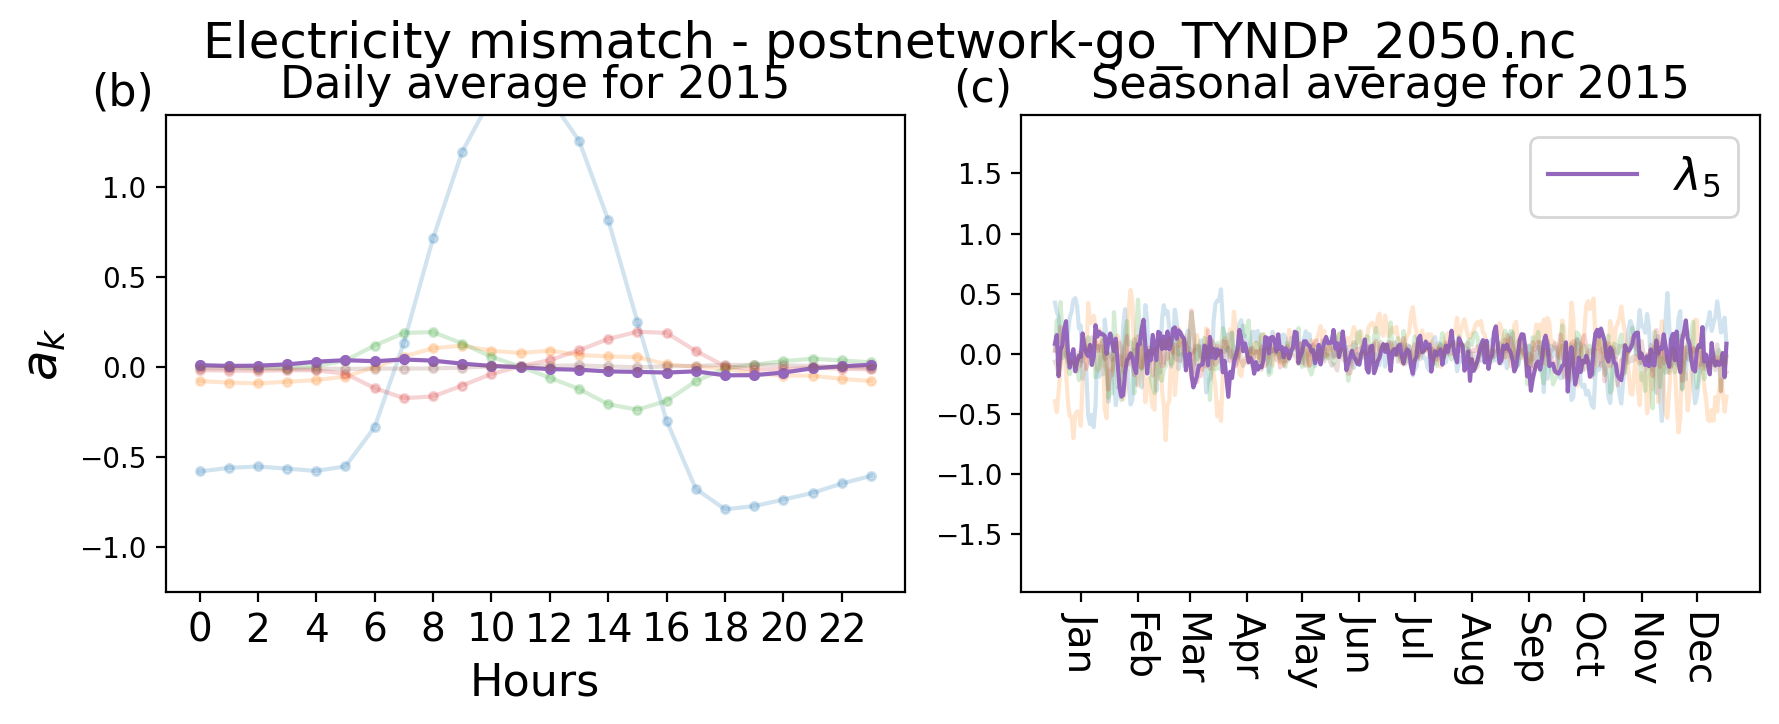 Electricity mismatch - postnetwork-go_TYNDP_2050.nc
(b) Daily average for 2015
1.0
0.5
0.0
−0.5
−1.0
a_k
0 2 4 6 8 10 12 14 16 18 20 22
Hours
(c) Seasonal average for 2015
λ_5
1.5
1.0
0.5
0.0
−0.5
−1.0
−1.5
Jan Feb Mar Apr May Jun Jul Aug Sep Oct Nov Dec